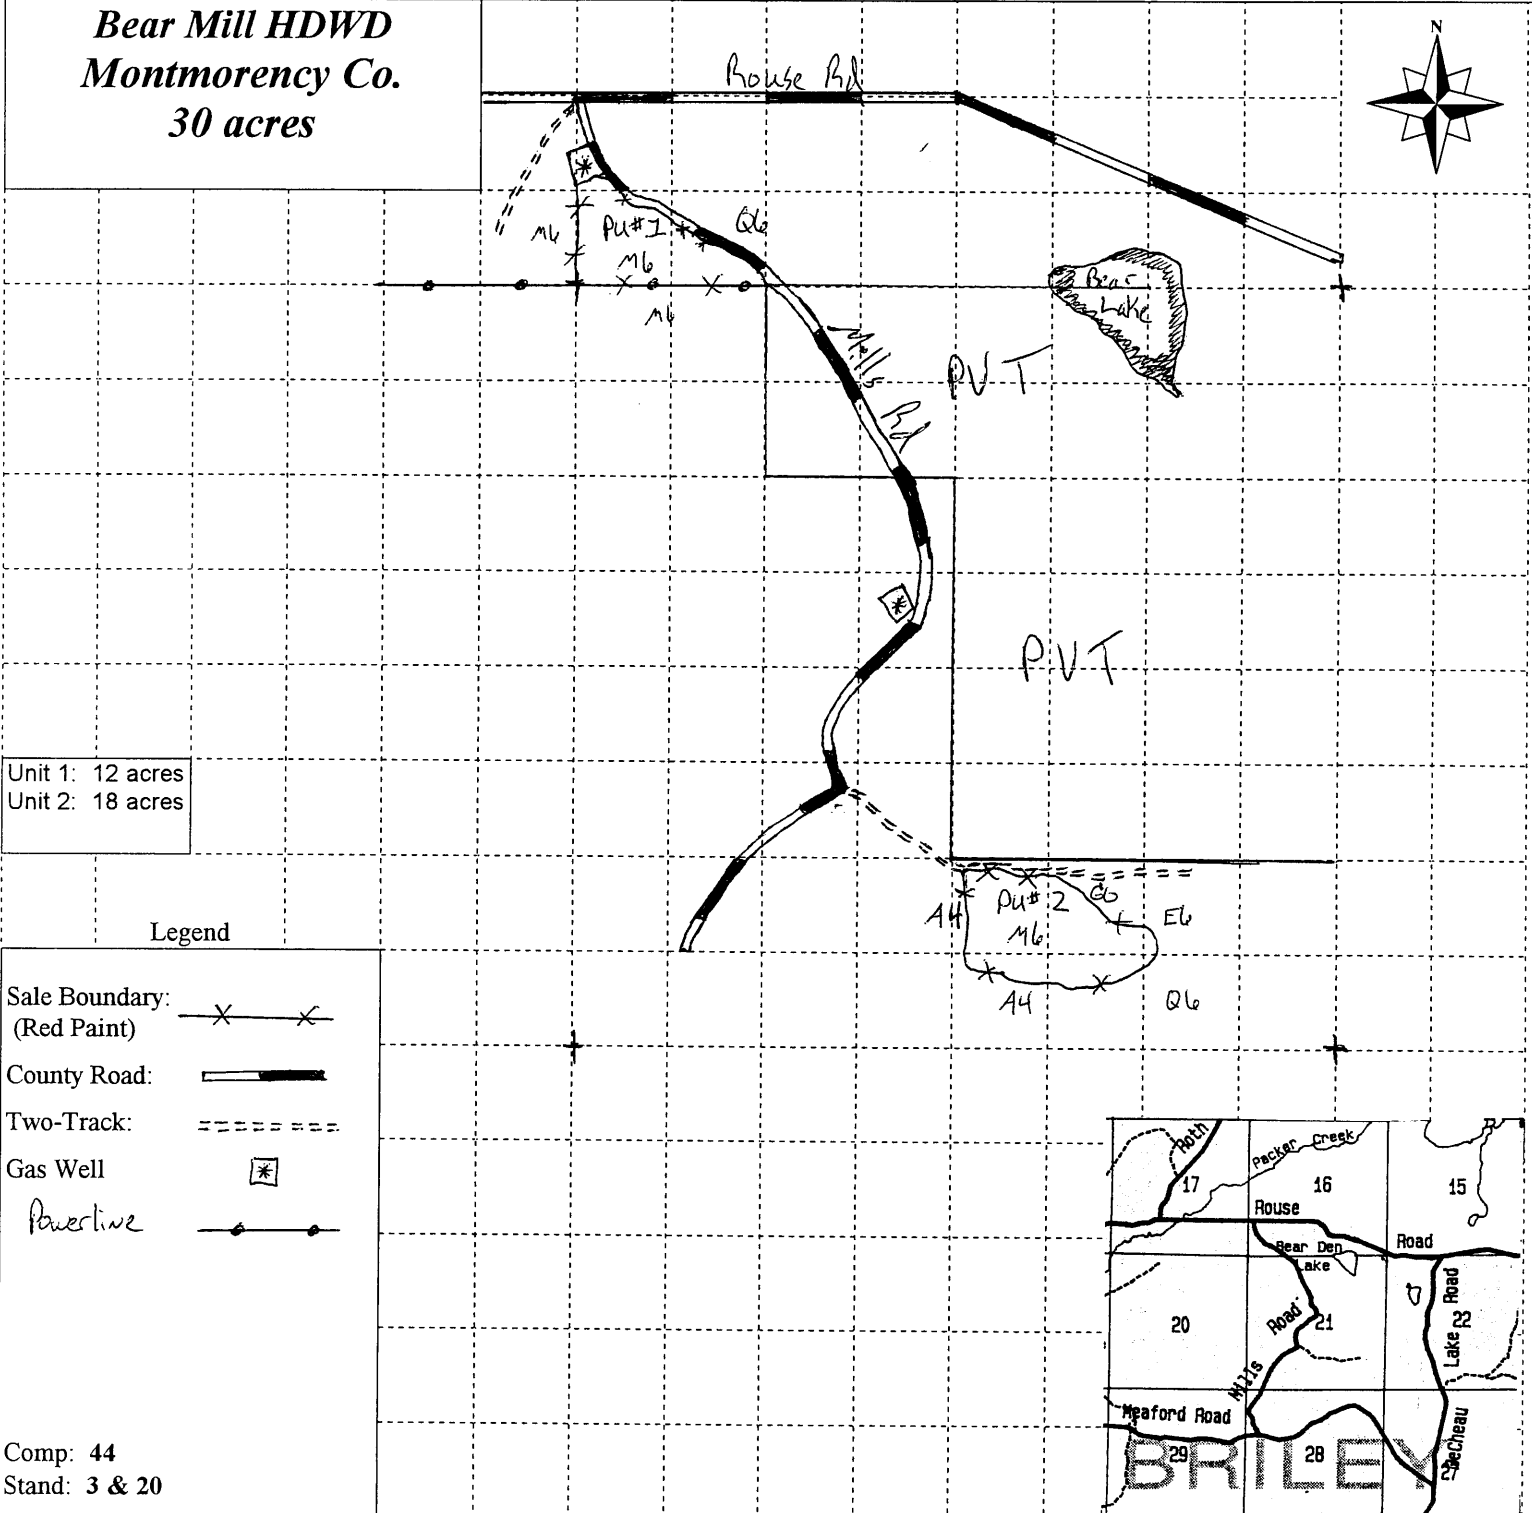 Bear Mill HDWD
Montmorency Co.
30 acres
N
Rouse Rd
M6
PU#1
Q6
M6
M6
Bear
Lake
Mills
Rd
PVT
PVT
Unit 1: 12 acres
Unit 2: 18 acres
A4
PU#2
G0
E6
M6
A4
Q6
Legend
Sale Boundary:
(Red Paint)
County Road:
Two-Track:
Gas Well
Powerline
Comp: 44
Stand: 3 & 20
Roth
Packer Creek
17
16
15
Rouse
Road
Bear Den
Lake
20
Road
21
22
Mills
Lake Road
Meaford Road
DeCheau
29
28
27
BRILEY